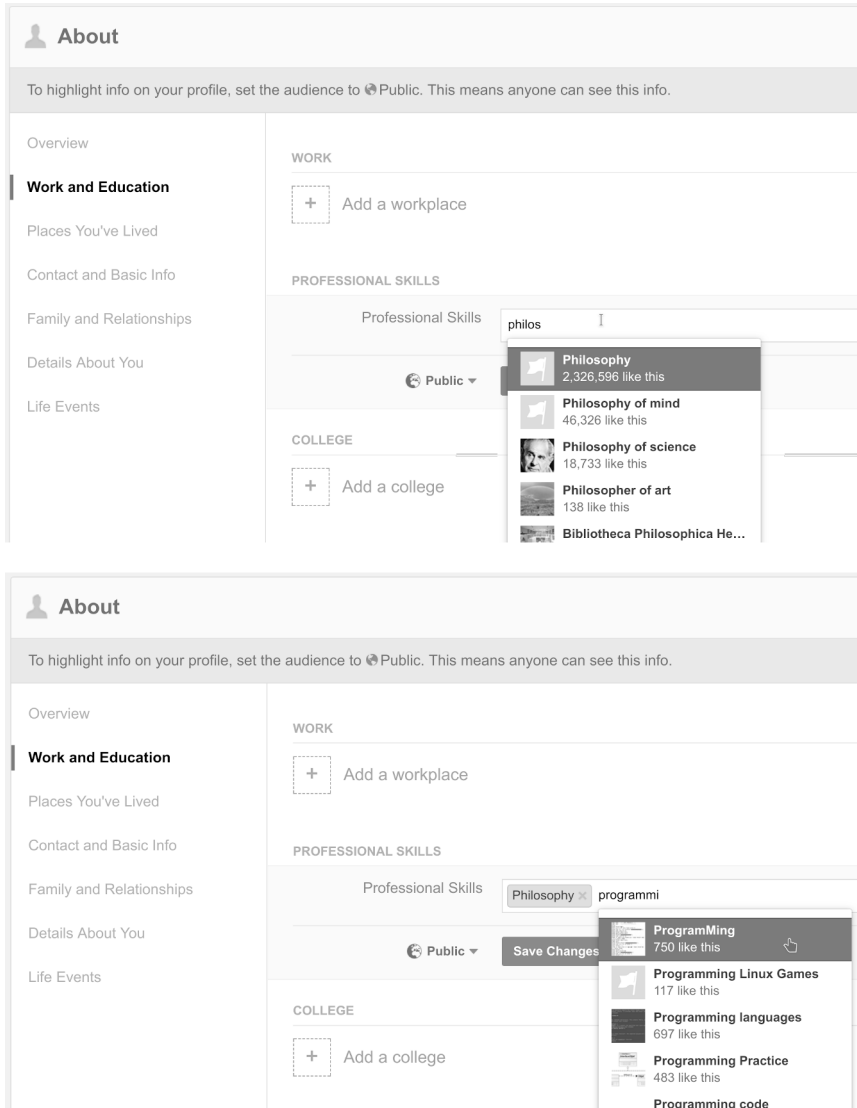 About
To highlight info on your profile, set the audience to Public. This means anyone can see this info.
Overview
Work and Education
Places You've Lived
Contact and Basic Info
Family and Relationships
Details About You
Life Events
WORK
+ Add a workplace
PROFESSIONAL SKILLS
Professional Skills
philos
Public
Philosophy
2,326,596 like this
Philosophy of mind
46,326 like this
Philosophy of science
18,733 like this
Philosopher of art
138 like this
Bibliotheca Philosophica He...
COLLEGE
+ Add a college
About
To highlight info on your profile, set the audience to Public. This means anyone can see this info.
Overview
Work and Education
Places You've Lived
Contact and Basic Info
Family and Relationships
Details About You
Life Events
WORK
+ Add a workplace
PROFESSIONAL SKILLS
Professional Skills
Philosophy × programmi
Public
Save Changes
ProgramMing
750 like this
Programming Linux Games
117 like this
Programming languages
697 like this
Programming Practice
483 like this
Programming code
COLLEGE
+ Add a college